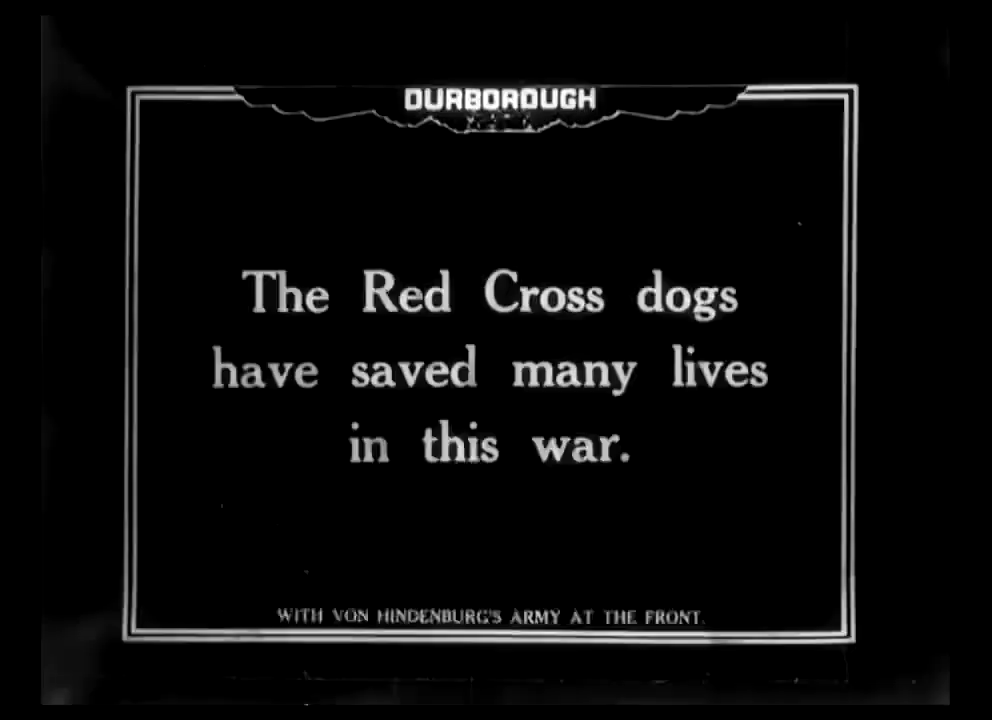 DURBOROUGH
The Red Cross dogs
have saved many lives
in this war.
WITH VON HINDENBURG'S ARMY AT THE FRONT.